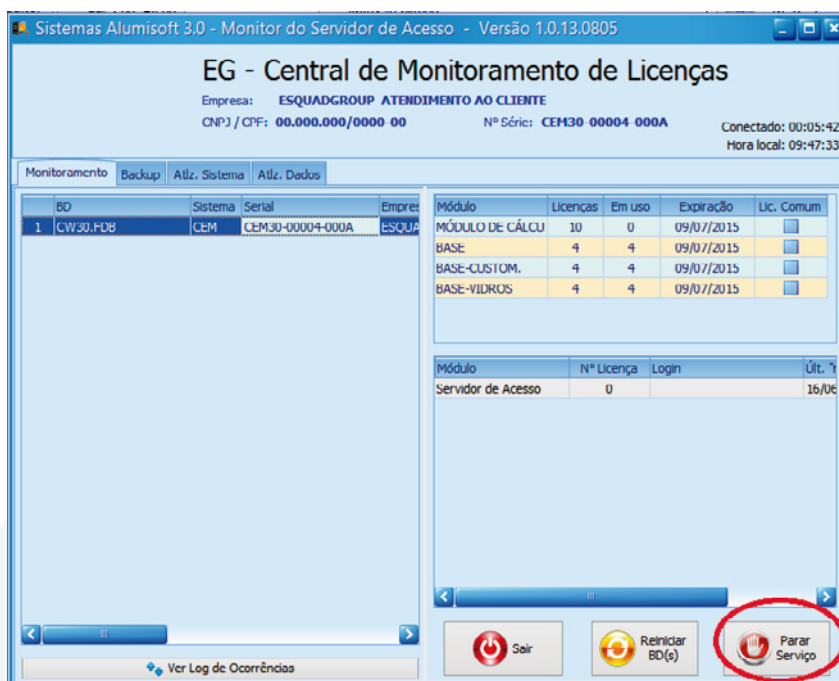 Sistemas Alumisoft 3.0 - Monitor do Servidor de Acesso - Versão 1.0.13.0805
EG - Central de Monitoramento de Licenças
Empresa: ESQUADGROUP ATENDIMENTO AO CLIENTE
CNPJ / CPF: 00.000.000/0000-00 Nº Série: CEM30-00004-000A
Conectado: 00:05:42
Hora local: 09:47:33
Monitoramento Backup Atlz. Sistema Atlz. Dados
BD Sistema Serial Empres
1 CW30.FDB CEM CEM30-00004-000A ESQUA
Módulo Licenças Em uso Expiração Lic. Comum
MÓDULO DE CÁLCU 10 0 09/07/2015
BASE 4 4 09/07/2015
BASE-CUSTOM. 4 4 09/07/2015
BASE-VIDROS 4 4 09/07/2015
Módulo Nº Licença Login Últ.
Servidor de Acesso 0 16/06
Sair
Reiniciar
BD(s)
Parar
Serviço
Ver Log de Ocorrências